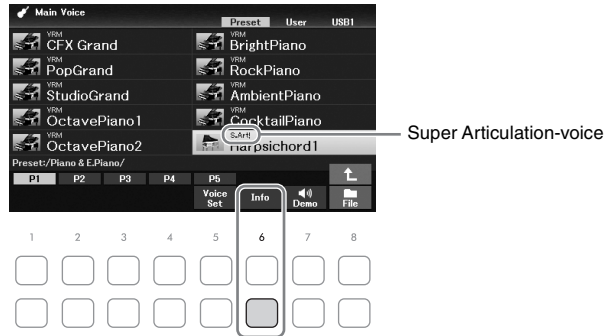 Main Voice
Preset User USB1
VRM
CFX Grand
VRM
BrightPiano
VRM
PopGrand
VRM
RockPiano
VRM
StudioGrand
VRM
AmbientPiano
VRM
OctavePiano1
VRM
CocktailPiano
VRM
OctavePiano2
S.Art!
Harpsichord1
Super Articulation-voice
Preset:/Piano & E.Piano/
P1 P2 P3 P4 P5
Voice Set
Info
Demo
File
1 2 3 4 5 6 7 8